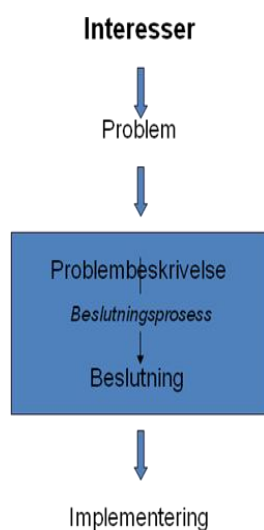 Interesser
Problem
Problembeskrivelse
Beslutningsprosess
Beslutning
Implementering